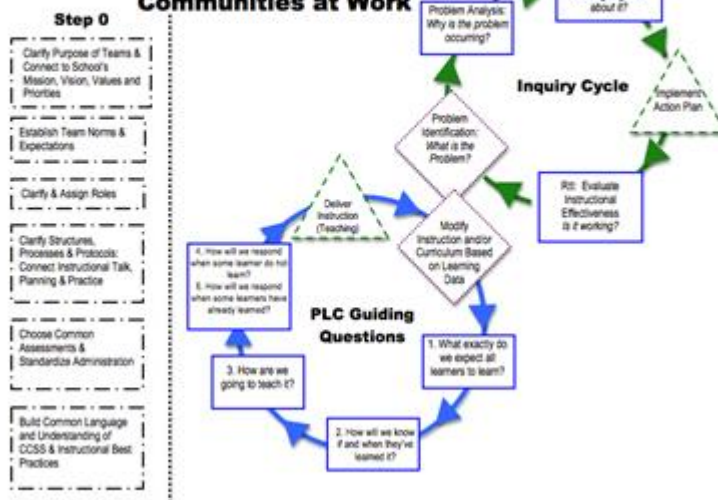 Communities at Work
Step 0
Clarify Purpose of Teams &
Connect to School's
Mission, Vision, Values and
Priorities
Establish Team Norms &
Expectations
Clarify & Assign Roles
Clarify Structures,
Processes & Protocols:
Connect Instructional Talk,
Planning & Practice
Choose Common
Assessments &
Standardize Administration
Build Common Language
and Understanding of
CCSS & Instructional Best
Practices
Problem Analysis:
Why is the problem
occurring?
about it?
Inquiry Cycle
Implement
Action Plan
Problem
Identification:
What is the
Problem?
RtI: Evaluate
Instructional
Effectiveness
Is it working?
Deliver
Instruction
(Teaching)
Modify
Instruction and/or
Curriculum Based
on Learning
Data
4. How will we respond
when some learner do not
learn?
5. How will we respond
when some learners have
already learned?
PLC Guiding
Questions
1. What exactly do
we expect all
learners to learn?
3. How are we
going to teach it?
2. How will we know
if and when they've
learned it?